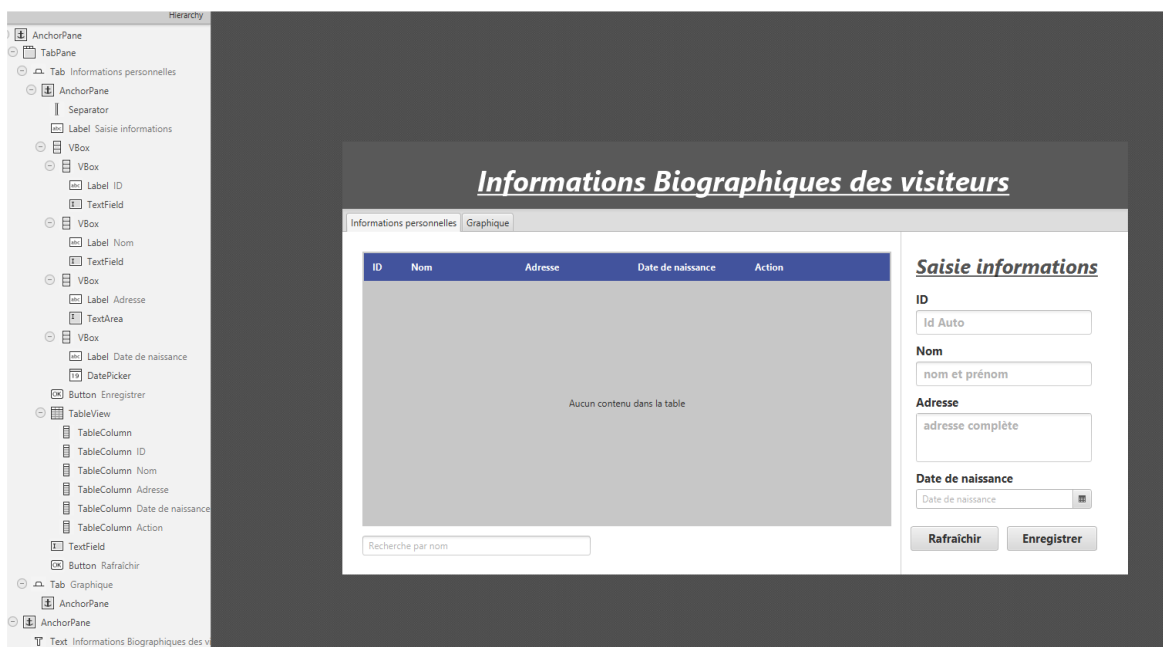 Hierarchy
AnchorPane
TabPane
Tab Informations personnelles
AnchorPane
Separator
Label Saisie informations
VBox
VBox
Label ID
TextField
VBox
Label Nom
TextField
VBox
Label Adresse
TextArea
VBox
Label Date de naissance
DatePicker
Button Enregistrer
TableView
TableColumn
TableColumn ID
TableColumn Nom
TableColumn Adresse
TableColumn Date de naissance
TableColumn Action
TextField
Button Rafraîchir
Tab Graphique
AnchorPane
AnchorPane
Text Informations Biographiques des vi
Informations Biographiques des visiteurs
Informations personnelles Graphique
ID Nom Adresse Date de naissance Action
Aucun contenu dans la table
Recherche par nom
Saisie informations
ID
Id Auto
Nom
nom et prénom
Adresse
adresse complète
Date de naissance
Date de naissance
Rafraîchir Enregistrer